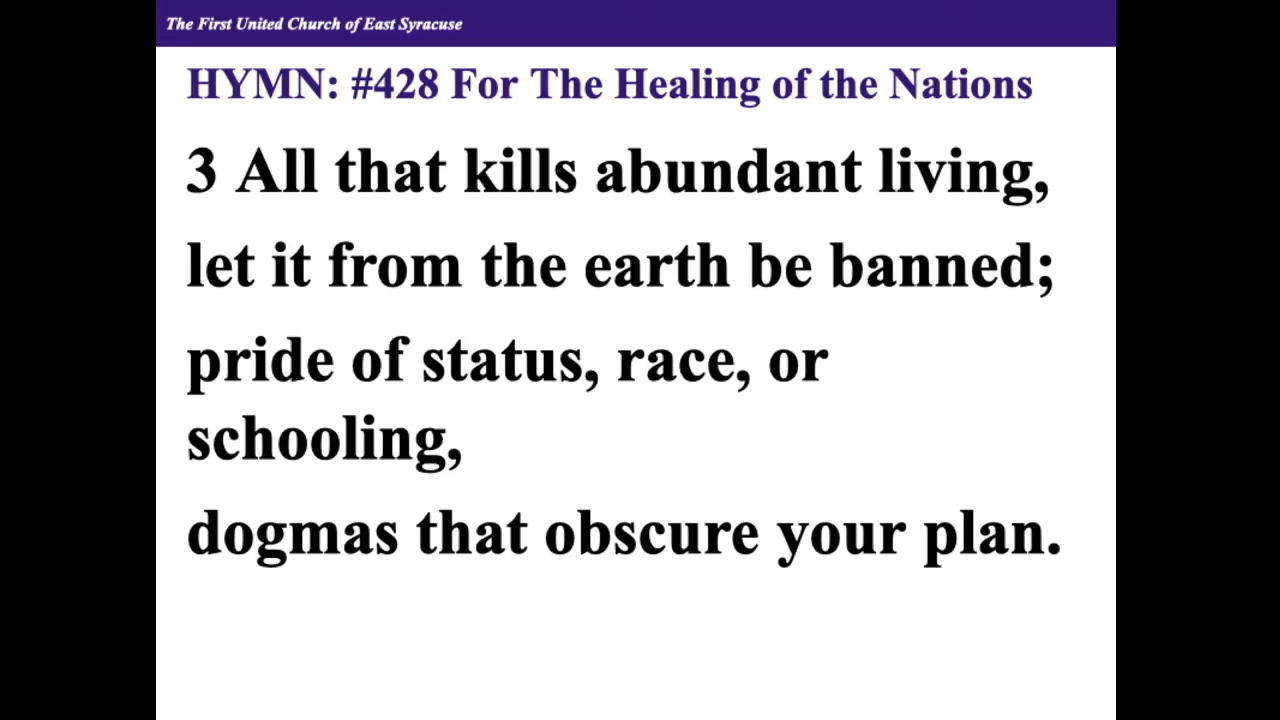 The First United Church of East Syracuse
HYMN: #428 For The Healing of the Nations
3 All that kills abundant living,
let it from the earth be banned;
pride of status, race, or
schooling,
dogmas that obscure your plan.